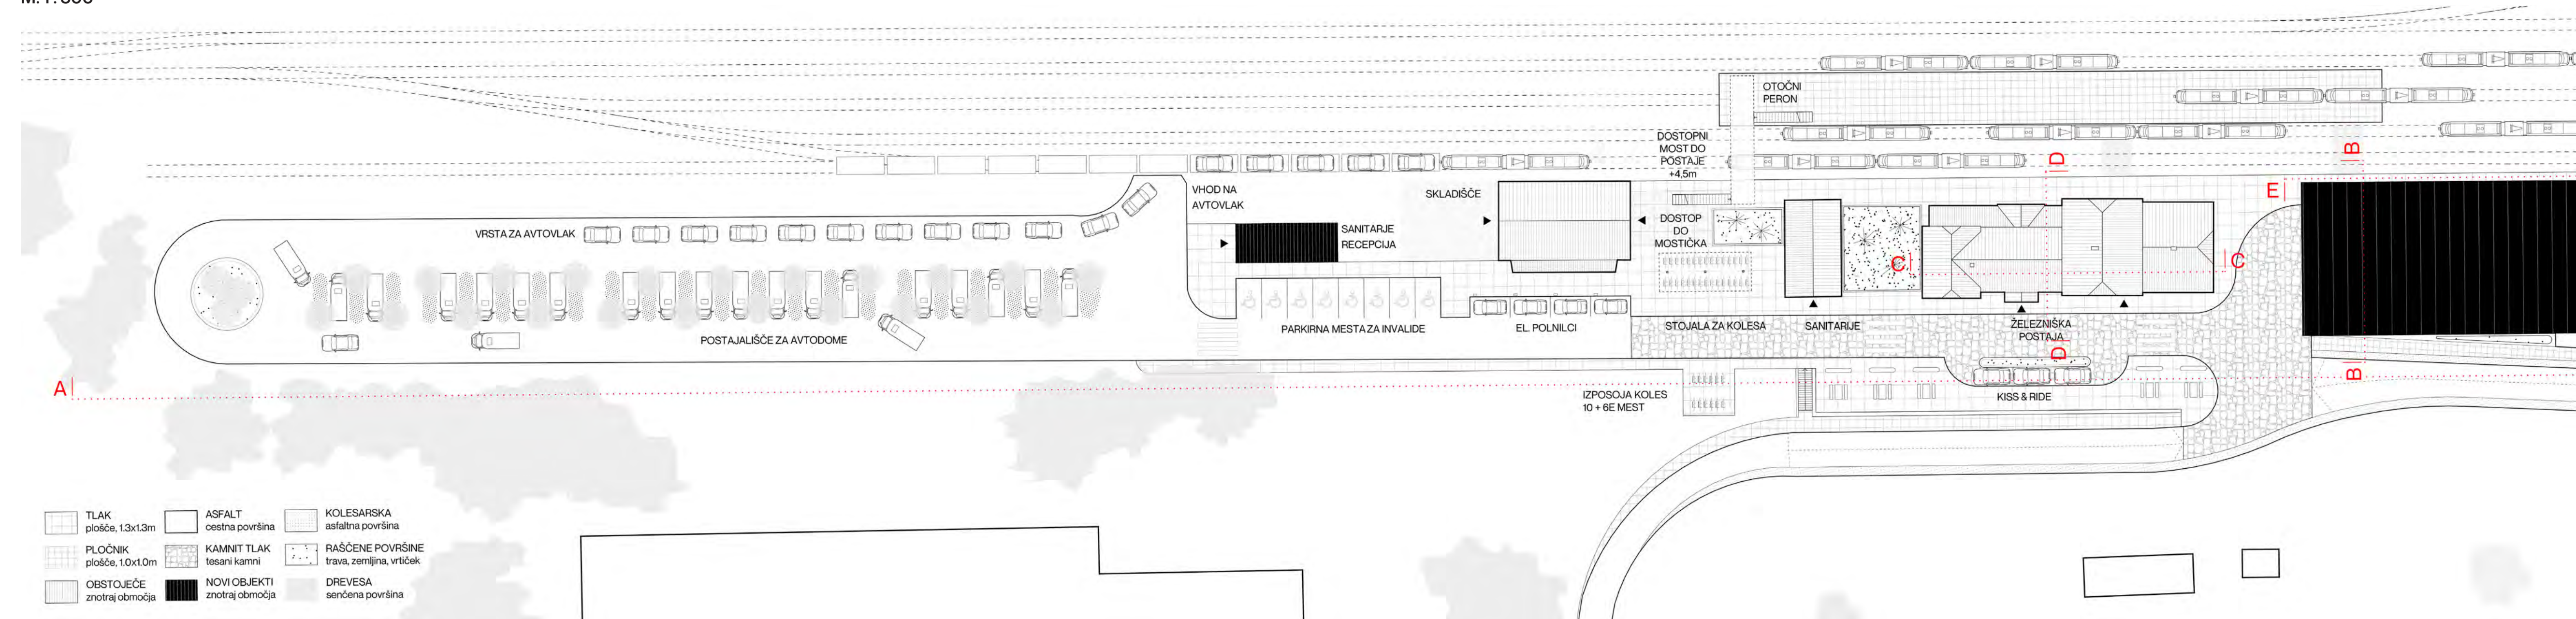 OTOČNI
PERON
DOSTOPNI
MOST DO
POSTAJE
+4,5m
VHOD NA
AVTOVLAK
SKLADIŠČE
SANITARJE
RECEPCIJA
DOSTOP
DO
MOSTIČKA
VRSTA ZA AVTOVLAK
POSTAJALIŠČE ZA AVTODOME
PARKIRNA MESTA ZA INVALIDE
EL. POLNILCI
STOJALA ZA KOLESA
SANITARIJE
ŽELEZNIŠKA
POSTAJA
KISS & RIDE
IZPOSOJA KOLES
10 + 6E MEST
A
B
B
C
C
D
D
E
TLAK
plošče, 1.3x1.3m
PLOČNIK
plošče, 1.0x1.0m
OBSTOJEČE
znotraj območja
ASFALT
cestna površina
KAMNIT TLAK
tesani kamni
NOVI OBJEKTI
znotraj območja
KOLESARSKA
asfaltna površina
RAŠČENE POVRŠINE
trava, zemljina, vrtiček
DREVESA
senčena površina